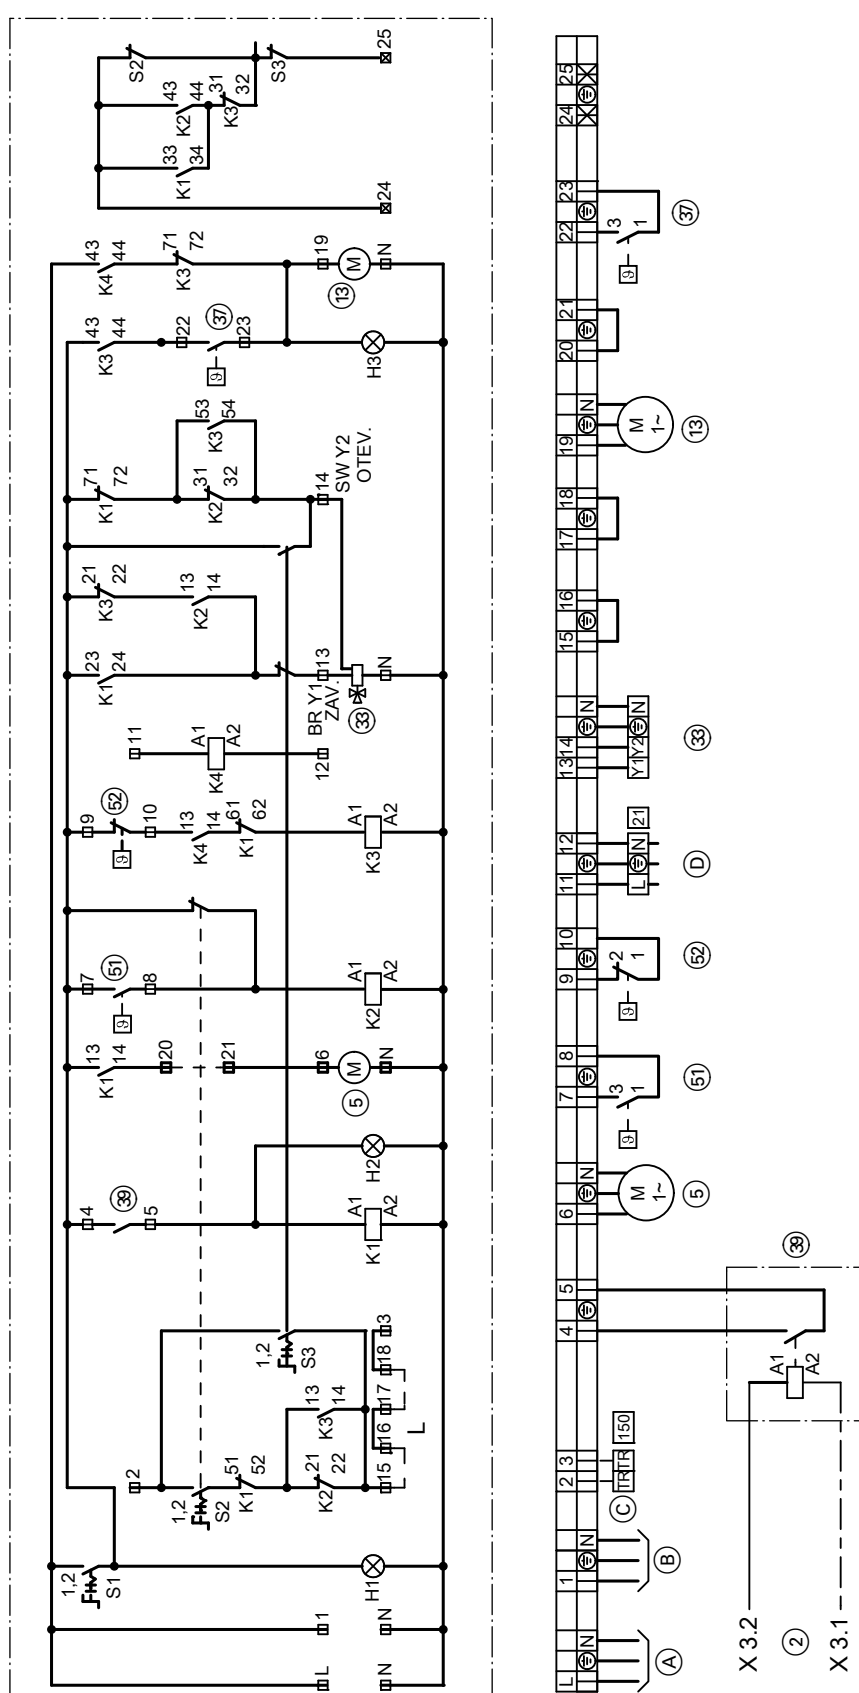 S2
43
44
K2
31
32
K3
S3
25
33
34
K1
24
43
44
K4
71
72
K3
19
M
13
N
43
44
K3
22
37
23
ϑ
H3
53
54
K3
71
72
K1
31
32
K2
14
SW Y2
OTEV.
21
22
K3
13
14
K2
23
24
K1
13
BR Y1
ZAV.
33
N
11
A1
A2
K4
12
9
52
10
ϑ
13
14
K4
61
62
K1
A1
A2
K3
7
51
8
ϑ
A1
A2
K2
13
14
K1
20
21
6
M
5
N
H2
4
39
5
A1
A2
K1
1,2
S3
3
18
17
16
15
L
13
14
K3
2
1,2
S2
51
52
K1
21
22
K2
1,2
S1
H1
1
N
L
N
25
24
23
22
3
1
ϑ
37
21
20
N
19
M
1~
13
18
17
16
15
N
14
13
N
Y2
Y1
33
12
11
21
N
L
D
10
9
2
1
ϑ
52
8
7
3
1
ϑ
51
N
6
M
1~
5
5
4
39
A1
A2
3
2
TR
TR
150
C
N
1
B
N
L
A
X 3.2
2
X 3.1